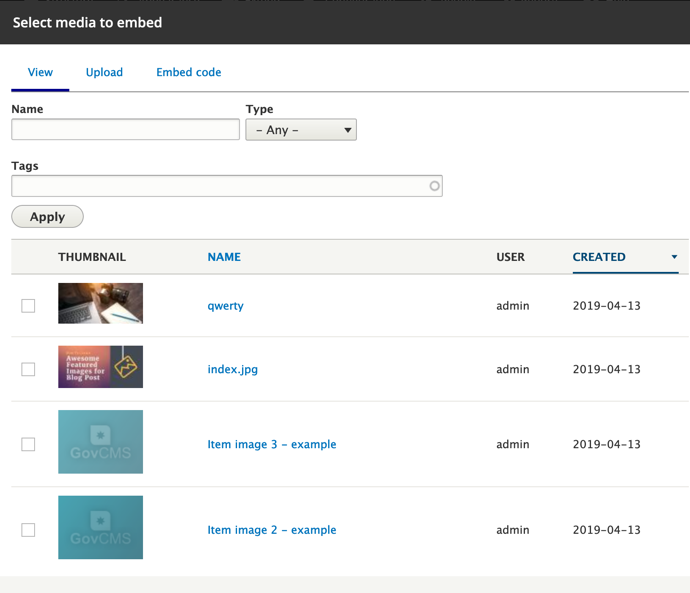 Select media to embed
View Upload Embed code
Name Type
– Any –
Tags
Apply
THUMBNAIL NAME USER CREATED
qwerty admin 2019-04-13
Awesome
Featured
Images for
Blog Post
index.jpg admin 2019-04-13
GovCMS
Item image 3 – example admin 2019-04-13
GovCMS
Item image 2 – example admin 2019-04-13